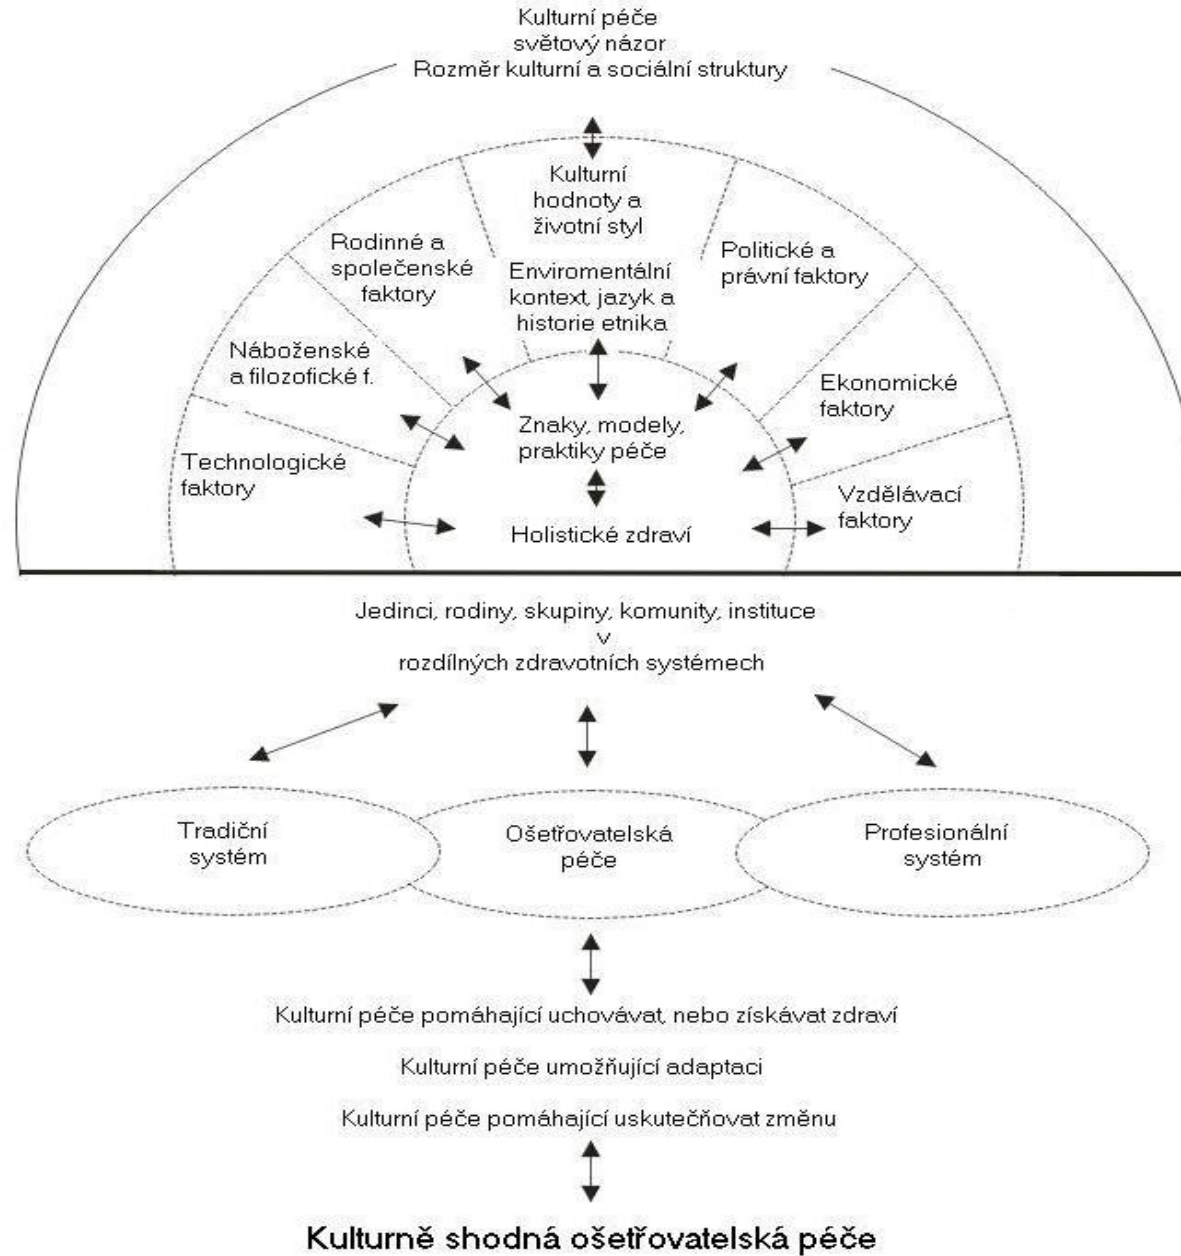 Kulturní péče
světový názor
Rozměr kulturní a sociální struktury
Kulturní
hodnoty a
životní styl
Rodinné a
společenské
faktory
Politické a
právní faktory
Enviromentální
kontext, jazyk a
historie etnika
Náboženské
a filozofické f.
Ekonomické
faktory
Znaky, modely,
praktiky péče
Technologické
faktory
Vzdělávací
faktory
Holistické zdraví
Jedinci, rodiny, skupiny, komunity, instituce
v
rozdílných zdravotních systémech
Tradiční
systém
Ošetřovatelská
péče
Profesionální
systém
Kulturní péče pomáhající uchovávat, nebo získávat zdraví
Kulturní péče umožňující adaptaci
Kulturní péče pomáhající uskutečňovat změnu
Kulturně shodná ošetřovatelská péče